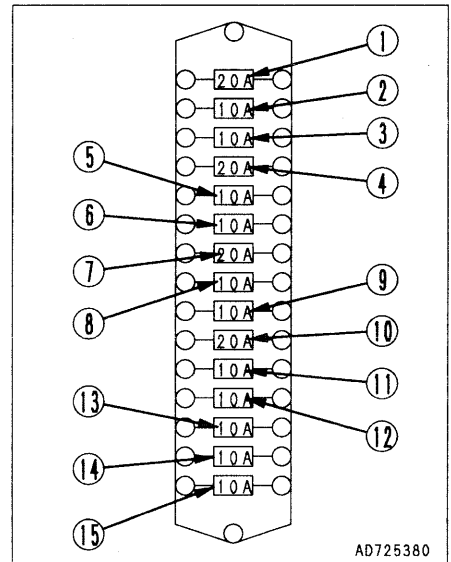 ① 20A
② 10A
③ 10A
④ 20A
⑤ 10A
⑥ 10A
⑦ 20A
⑧ 10A
⑨ 10A
⑩ 20A
⑪ 10A
⑫ 10A
⑬ 10A
⑭ 10A
⑮ 10A
AD725380